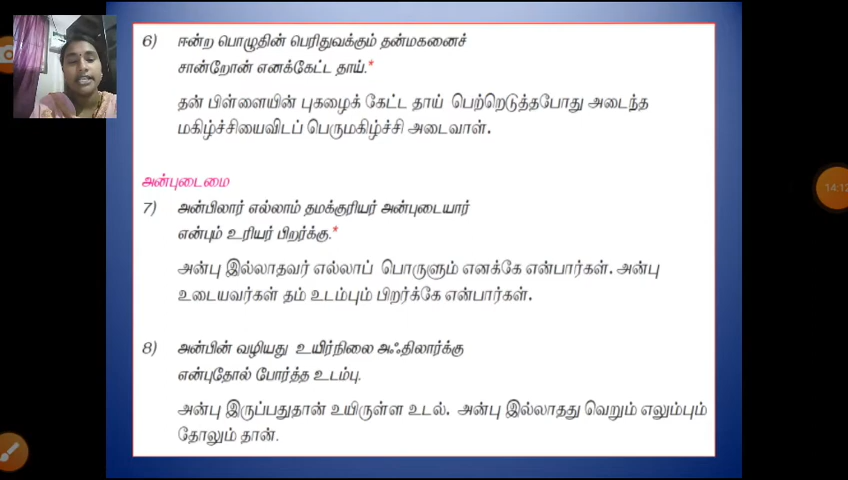 6) ஈன்ற பொழுதின் பெரிதுவக்கும் தன்மகனைச்
சான்றோன் எனக்கேட்ட தாய்.*
தன் பிள்ளையின் புகழைக் கேட்ட தாய் பெற்றெடுத்தபோது அடைந்த
மகிழ்ச்சியைவிடப் பெருமகிழ்ச்சி அடைவாள்.
அன்புடைமை
7) அன்பிலார் எல்லாம் தமக்குரியர் அன்புடையார்
என்பும் உரியர் பிறர்க்கு.*
அன்பு இல்லாதவர் எல்லாப் பொருளும் எனக்கே என்பார்கள். அன்பு
உடையவர்கள் தம் உடம்பும் பிறர்க்கே என்பார்கள்.
8) அன்பின் வழியது உயிர்நிலை அஃதிலார்க்கு
என்புதோல் போர்த்த உடம்பு.
அன்பு இருப்பதுதான் உயிருள்ள உடல். அன்பு இல்லாதது வெறும் எலும்பும்
தோலும் தான்.
14:12